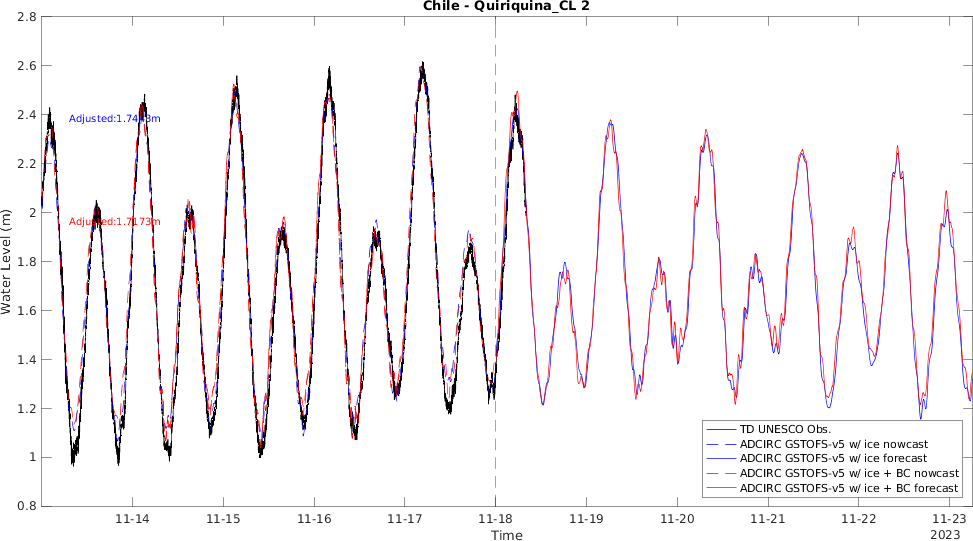 Chile - Quiriquina_CL 2
2.8
2.6
2.4
2.2
2
1.8
1.6
1.4
1.2
1
0.8
Water Level (m)
Adjusted:1.7173m
TD UNESCO Obs.
ADCIRC GSTOFS-v5 w/ ice nowcast
ADCIRC GSTOFS-v5 w/ ice forecast
ADCIRC GSTOFS-v5 w/ ice + BC nowcast
ADCIRC GSTOFS-v5 w/ ice + BC forecast
11-14 11-15 11-16 11-17 11-18 11-19 11-20 11-21 11-22 11-23
Time 2023